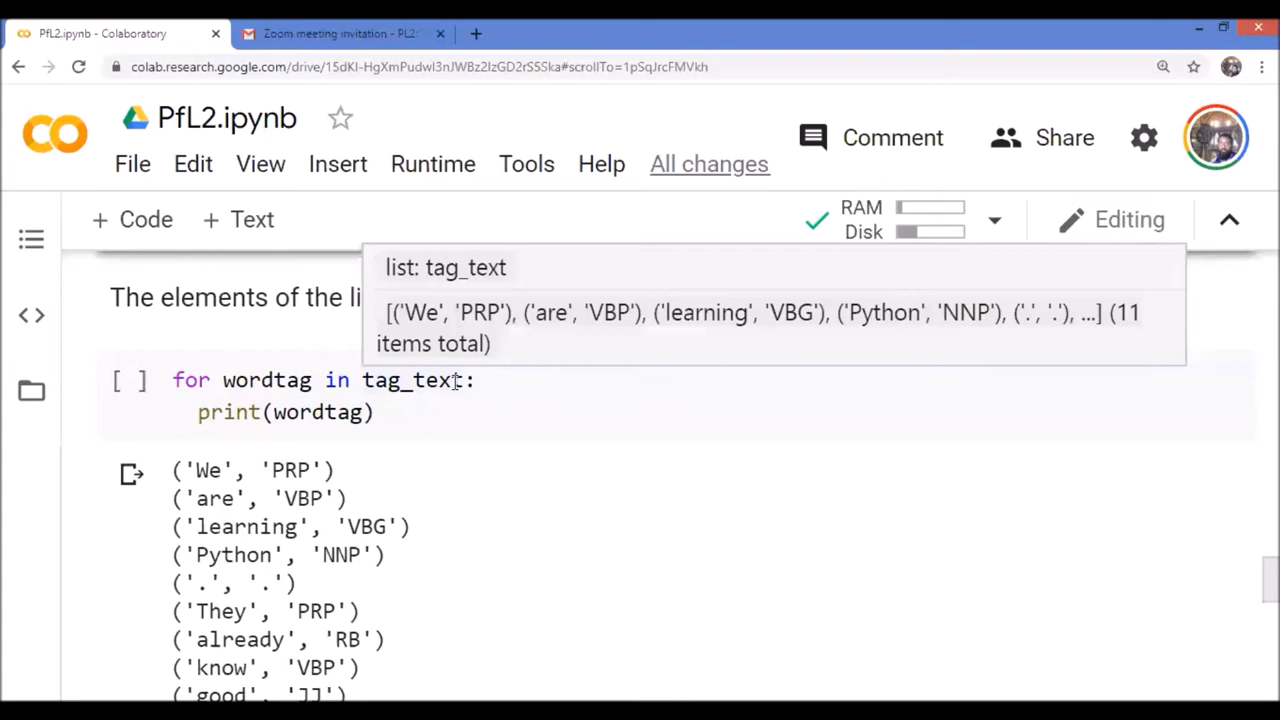 PfL2.ipynb - Colaboratory
Zoom meeting invitation - PL2:
colab.research.google.com/drive/15dKI-HgXmPudwI3nJWBz2IzGD2rS5Ska#scrollTo=1pSqJrcFMVkh
PfL2.ipynb
Comment
Share
File Edit View Insert Runtime Tools Help All changes
+ Code + Text
RAM
Disk
Editing
list: tag_text
The elements of the li
[('We', 'PRP'), ('are', 'VBP'), ('learning', 'VBG'), ('Python', 'NNP'), ('.', '.'), ...] (11
items total)
[ ] for wordtag in tag_text:
print(wordtag)
('We', 'PRP')
('are', 'VBP')
('learning', 'VBG')
('Python', 'NNP')
('.', '.')
('They', 'PRP')
('already', 'RB')
('know', 'VBP')
('good', 'JJ')